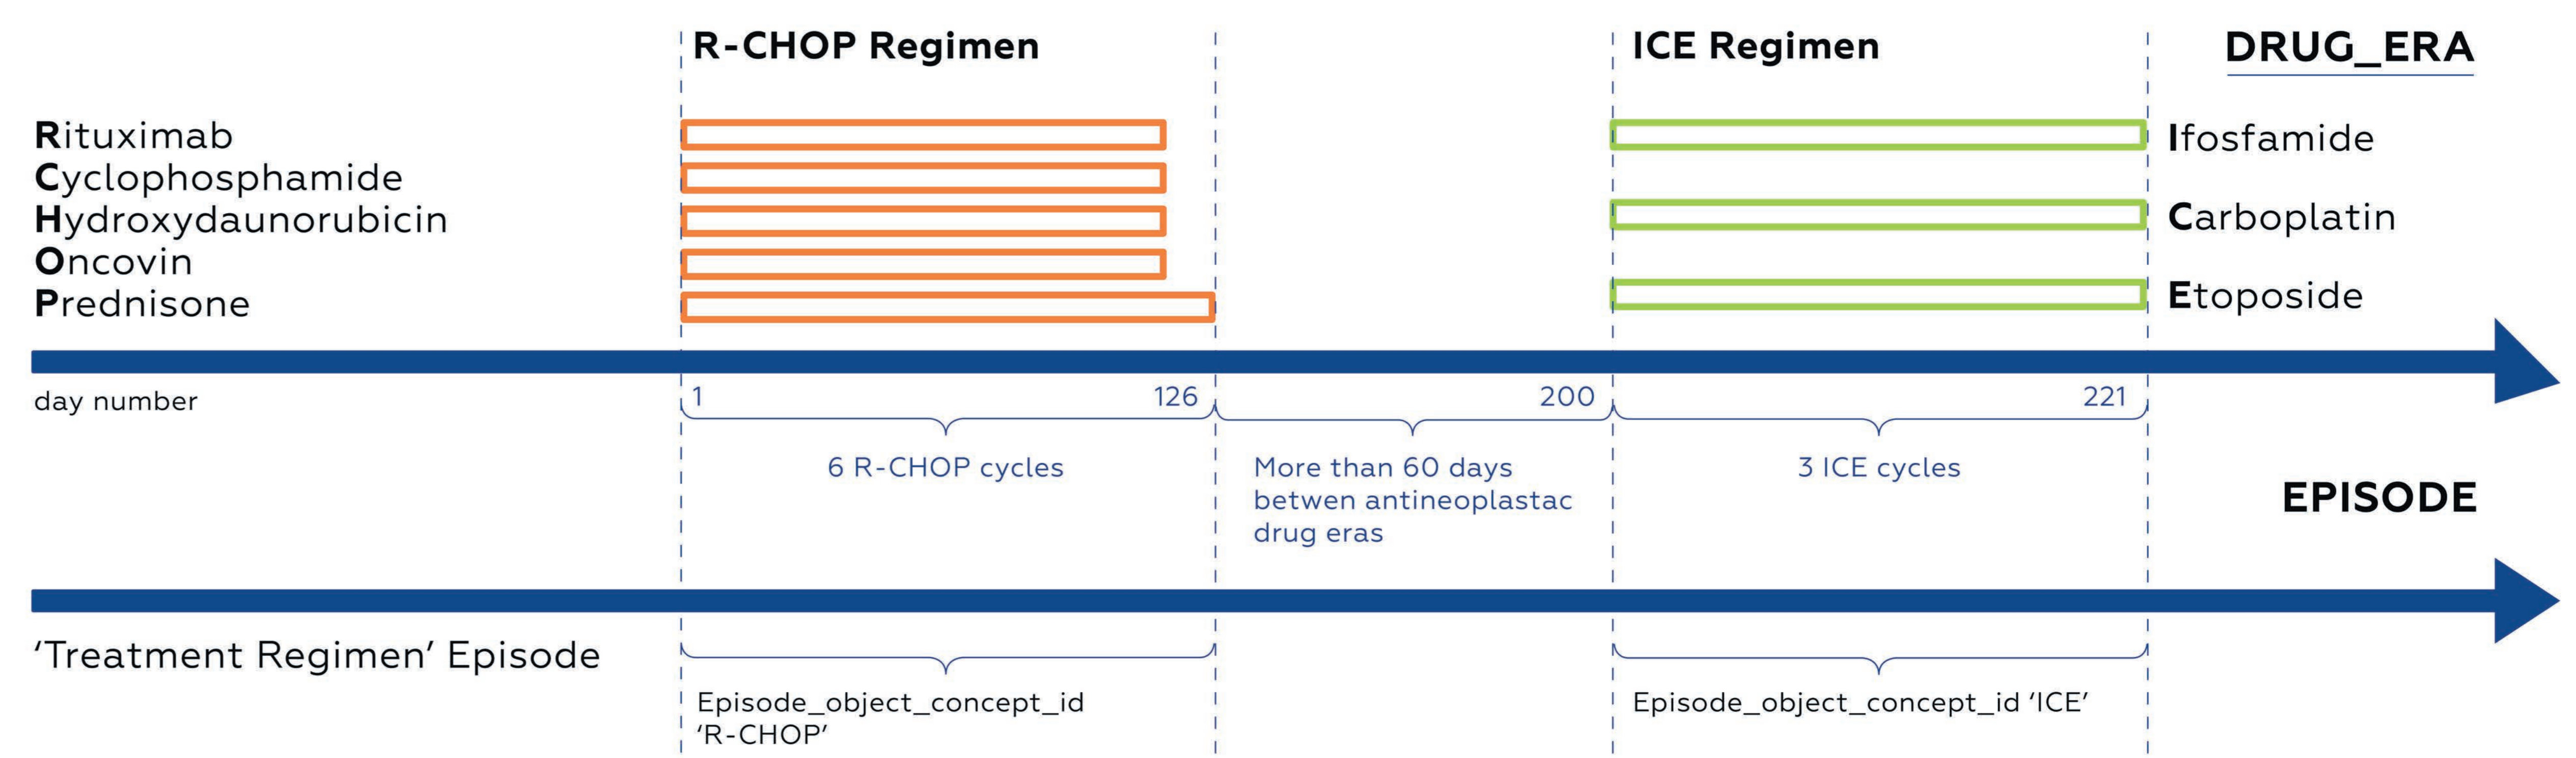 R-CHOP Regimen
ICE Regimen
DRUG_ERA
Rituximab
Cyclophosphamide
Hydroxydaunorubicin
Oncovin
Prednisone
Ifosfamide
Carboplatin
Etoposide
day number
1
126
200
221
6 R-CHOP cycles
More than 60 days
betwen antineoplastac
drug eras
3 ICE cycles
EPISODE
‘Treatment Regimen’ Episode
Episode_object_concept_id
‘R-CHOP’
Episode_object_concept_id ‘ICE’